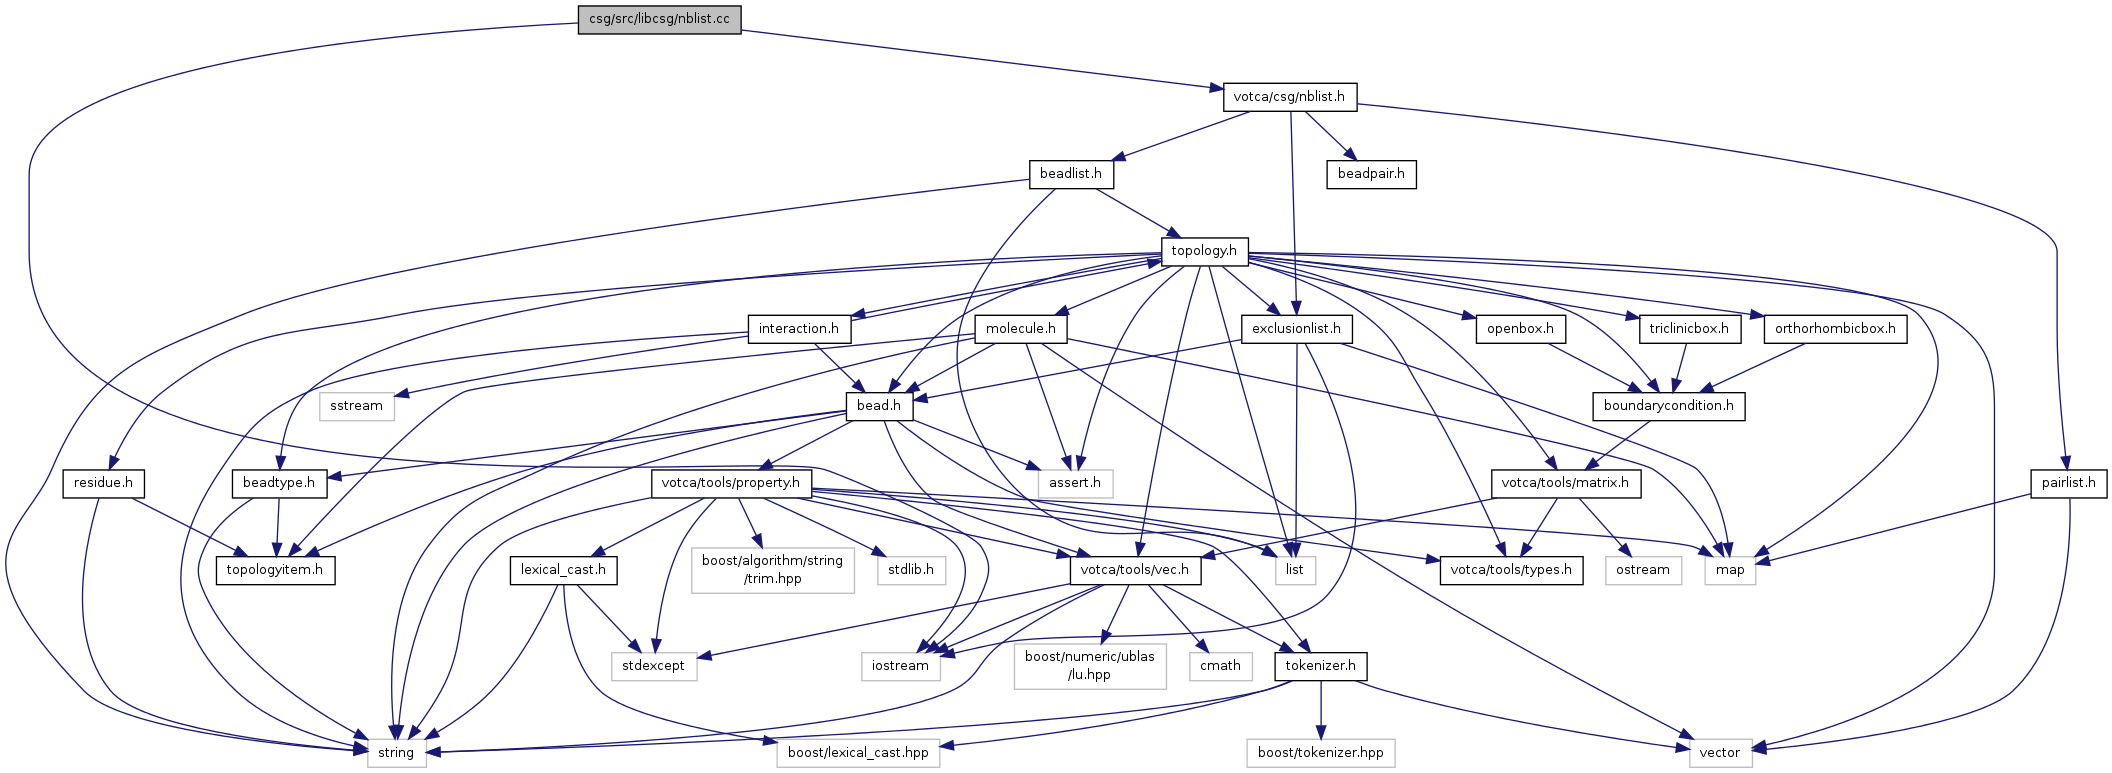 csg/src/libcsg/nblist.cc
votca/csg/nblist.h
beadlist.h
beadpair.h
topology.h
interaction.h
molecule.h
exclusionlist.h
openbox.h
triclinicbox.h
orthorhombicbox.h
sstream
bead.h
boundarycondition.h
residue.h
beadtype.h
votca/tools/property.h
assert.h
votca/tools/matrix.h
pairlist.h
topologyitem.h
lexical_cast.h
boost/algorithm/string
/trim.hpp
stdlib.h
votca/tools/vec.h
list
votca/tools/types.h
ostream
map
stdexcept
iostream
boost/numeric/ublas
/lu.hpp
cmath
tokenizer.h
string
boost/lexical_cast.hpp
boost/tokenizer.hpp
vector